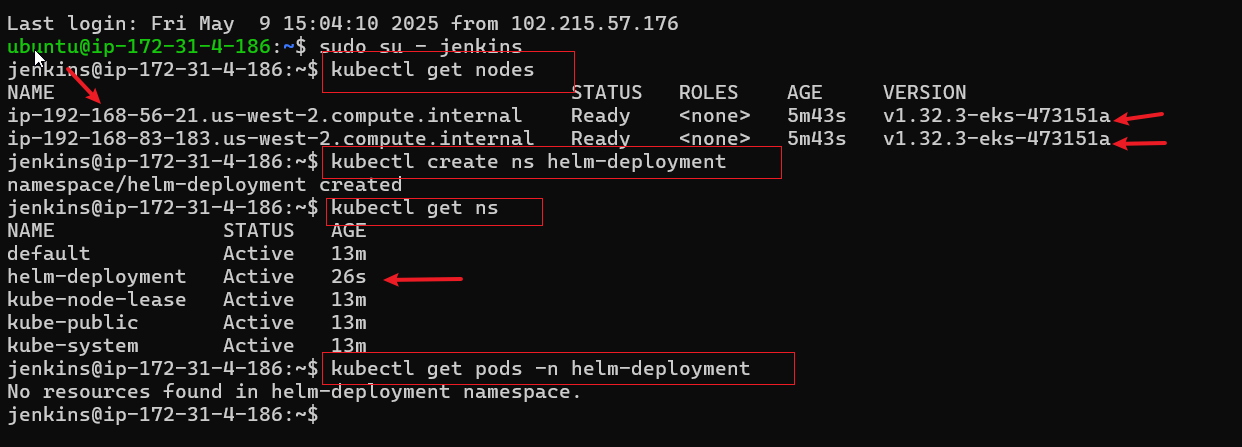 Last login: Fri May  9 15:04:10 2025 from 102.215.57.176
ubuntu@ip-172-31-4-186:~$ sudo su - jenkins
jenkins@ip-172-31-4-186:~$ kubectl get nodes
NAME                                           STATUS   ROLES    AGE     VERSION
ip-192-168-56-21.us-west-2.compute.internal    Ready    <none>   5m43s   v1.32.3-eks-473151a
ip-192-168-83-183.us-west-2.compute.internal   Ready    <none>   5m43s   v1.32.3-eks-473151a
jenkins@ip-172-31-4-186:~$ kubectl create ns helm-deployment
namespace/helm-deployment created
jenkins@ip-172-31-4-186:~$ kubectl get ns
NAME              STATUS   AGE
default           Active   13m
helm-deployment   Active   26s
kube-node-lease   Active   13m
kube-public       Active   13m
kube-system       Active   13m
jenkins@ip-172-31-4-186:~$ kubectl get pods -n helm-deployment
No resources found in helm-deployment namespace.
jenkins@ip-172-31-4-186:~$